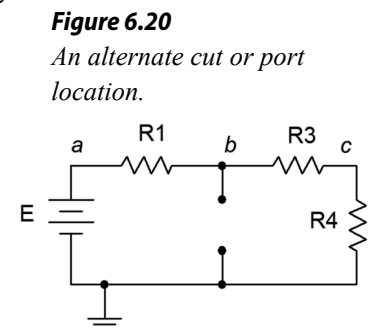 Figure 6.20
An alternate cut or port
location.
a R1 b R3 c
E R4